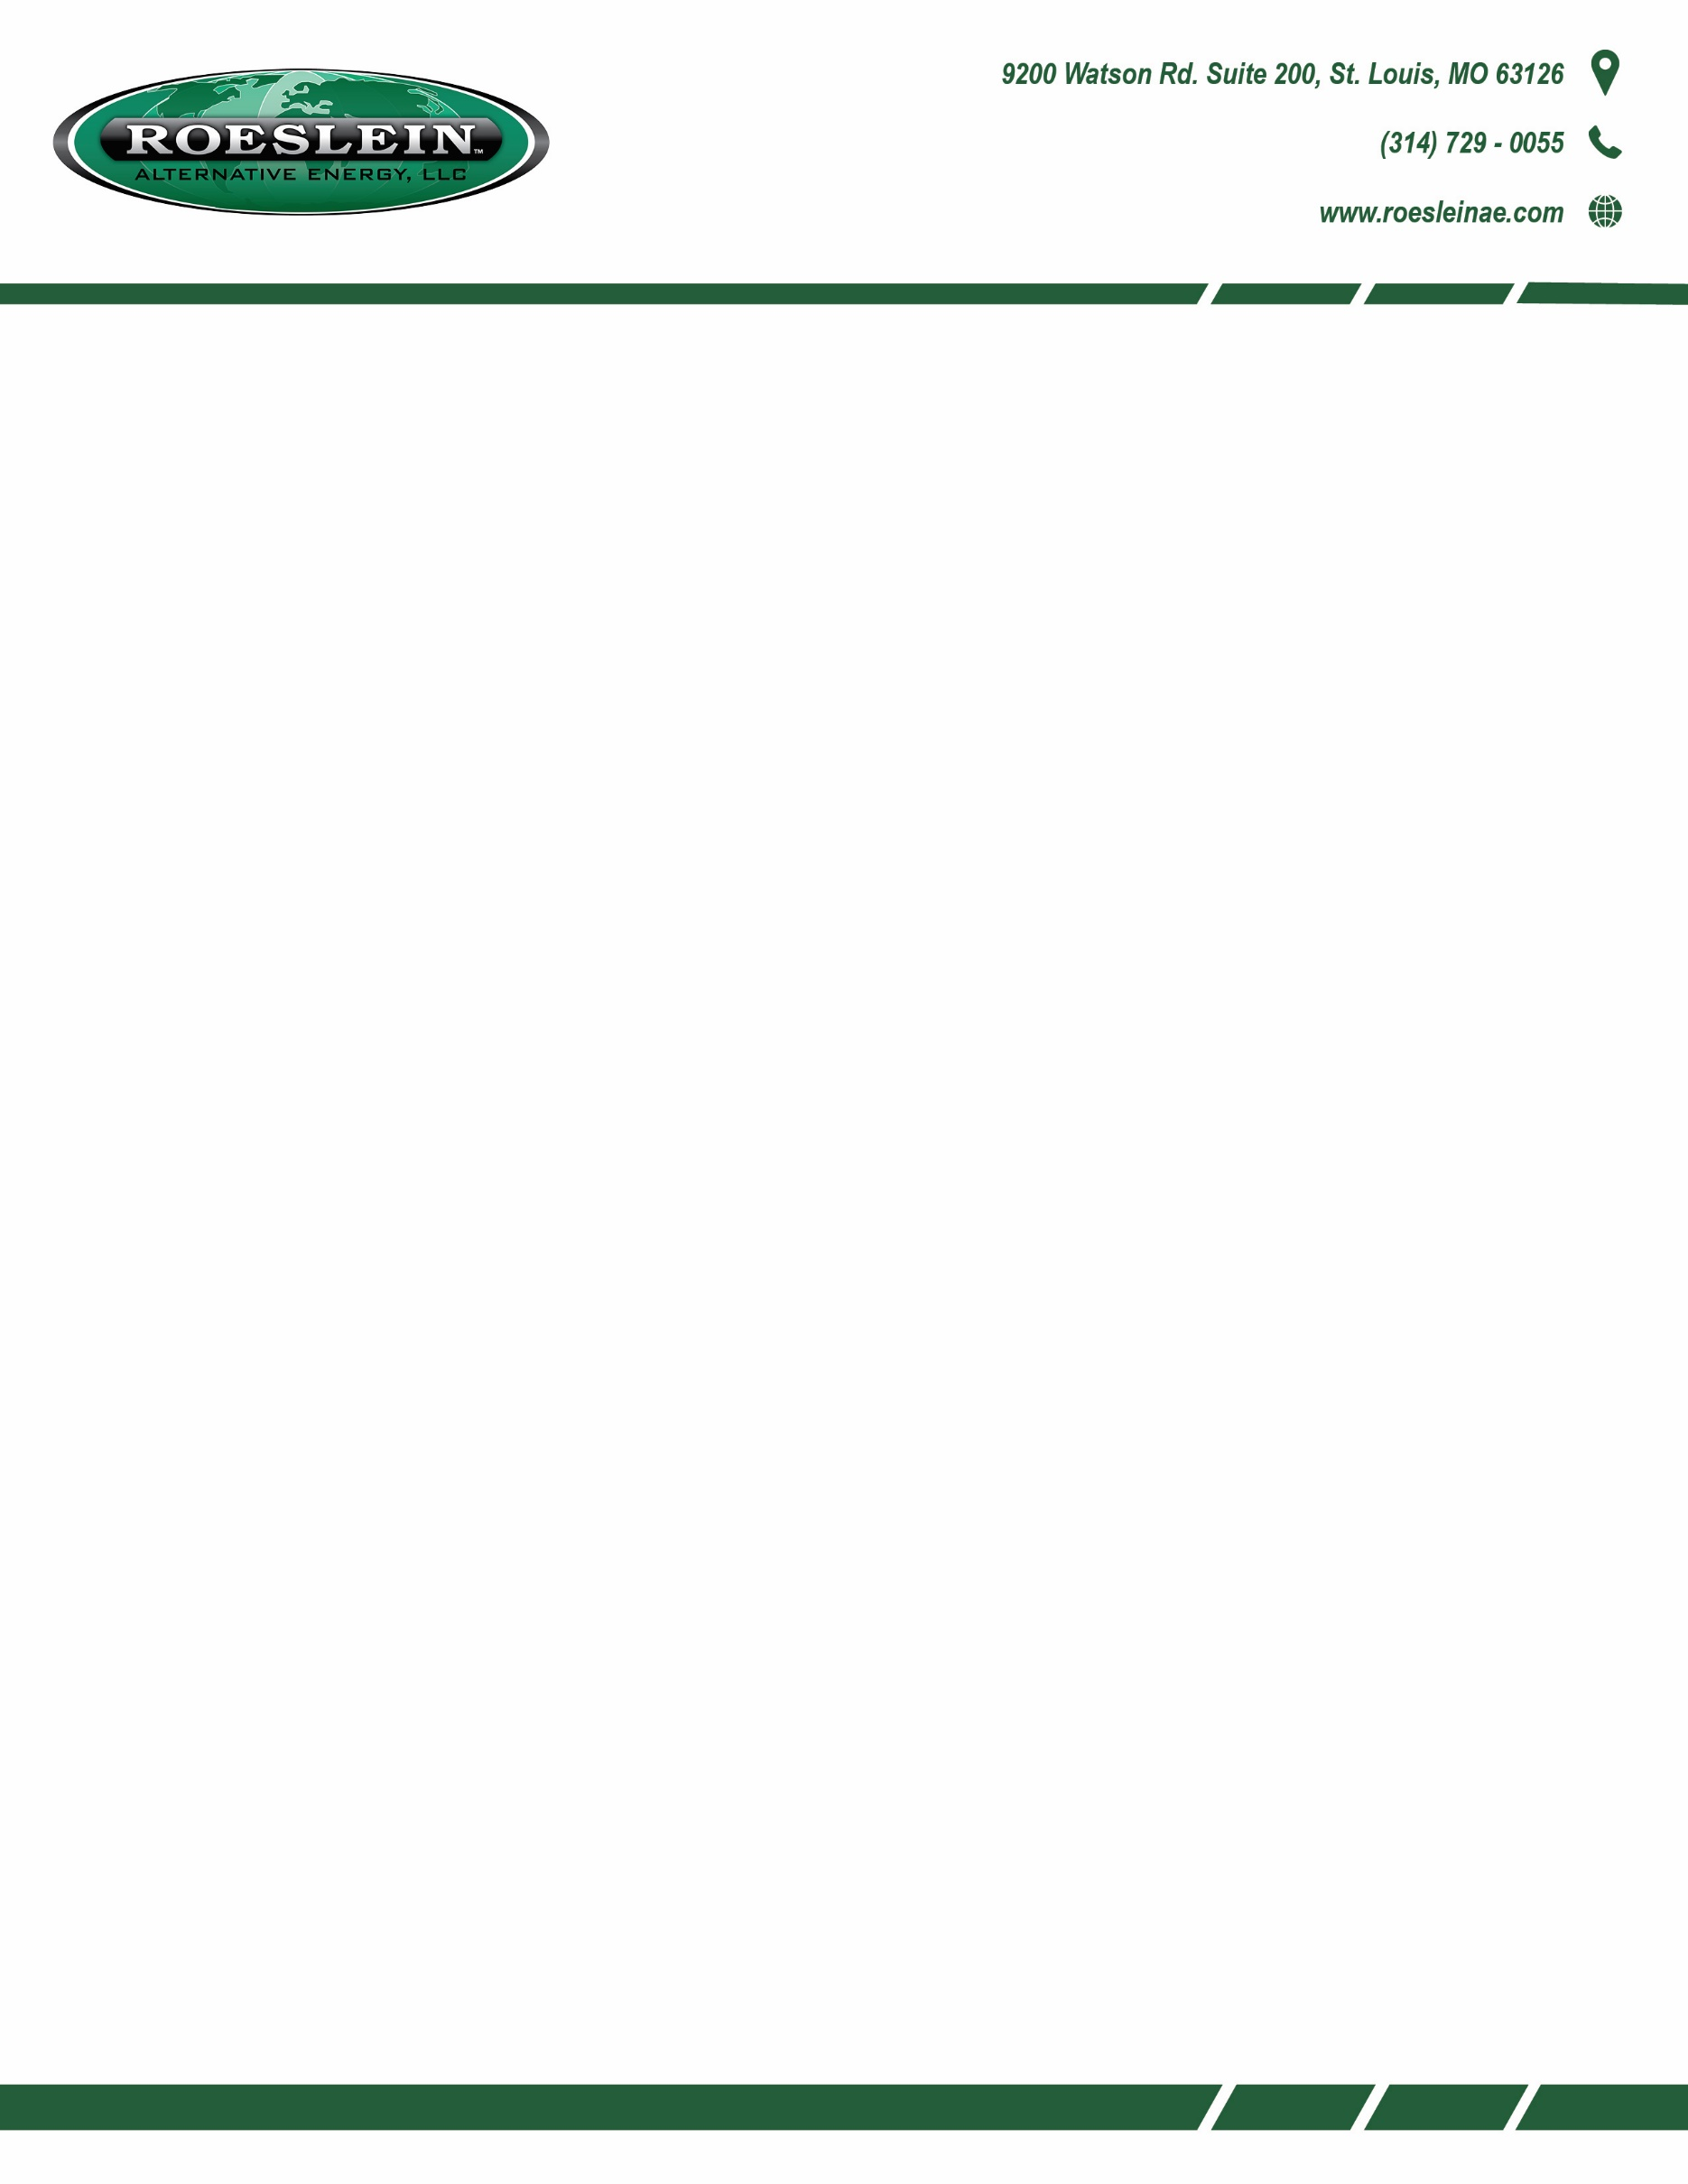 9200 Watson Rd. Suite 200, St. Louis, MO 63126
ROESLEIN™
ALTERNATIVE ENERGY, LLC
(314) 729 - 0055
www.roesleinae.com